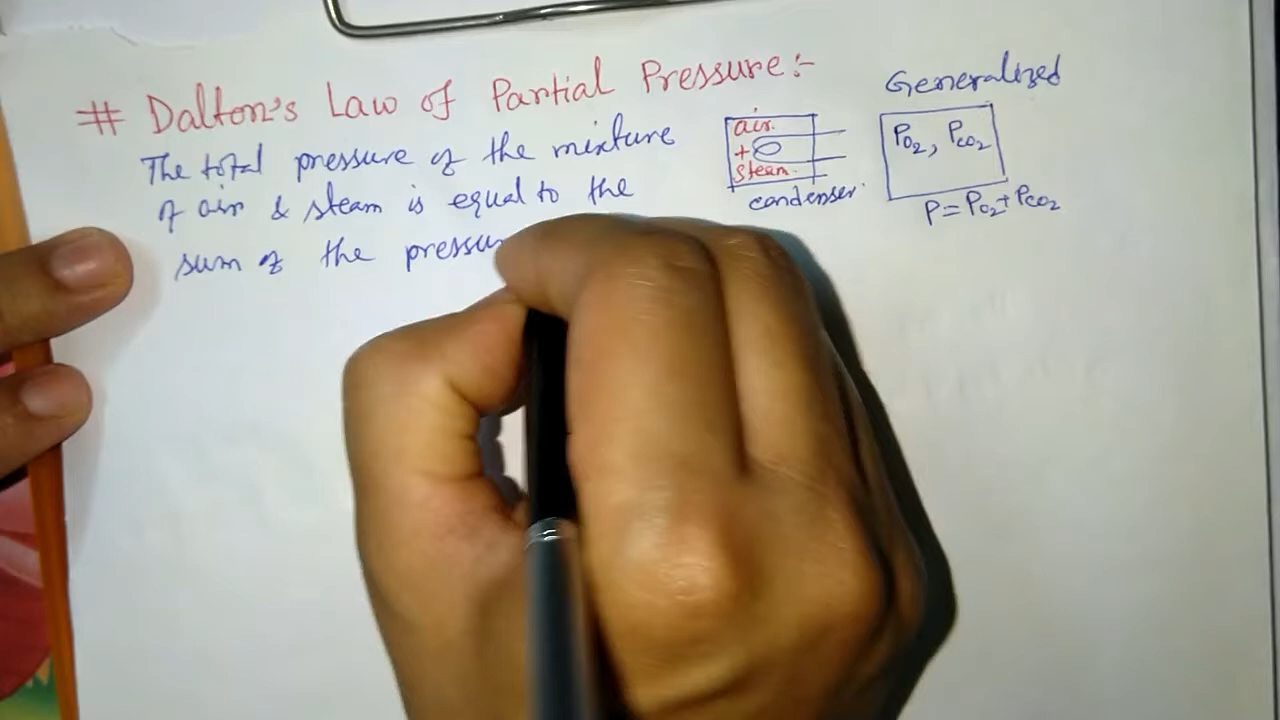 # Dalton's Law of Partial Pressure:-
The total pressure of the mixture
of air & steam is equal to the
sum of the pressu
air
+
steam
condenser
Generalized
PO2, PCO2
P = PO2 + PCO2